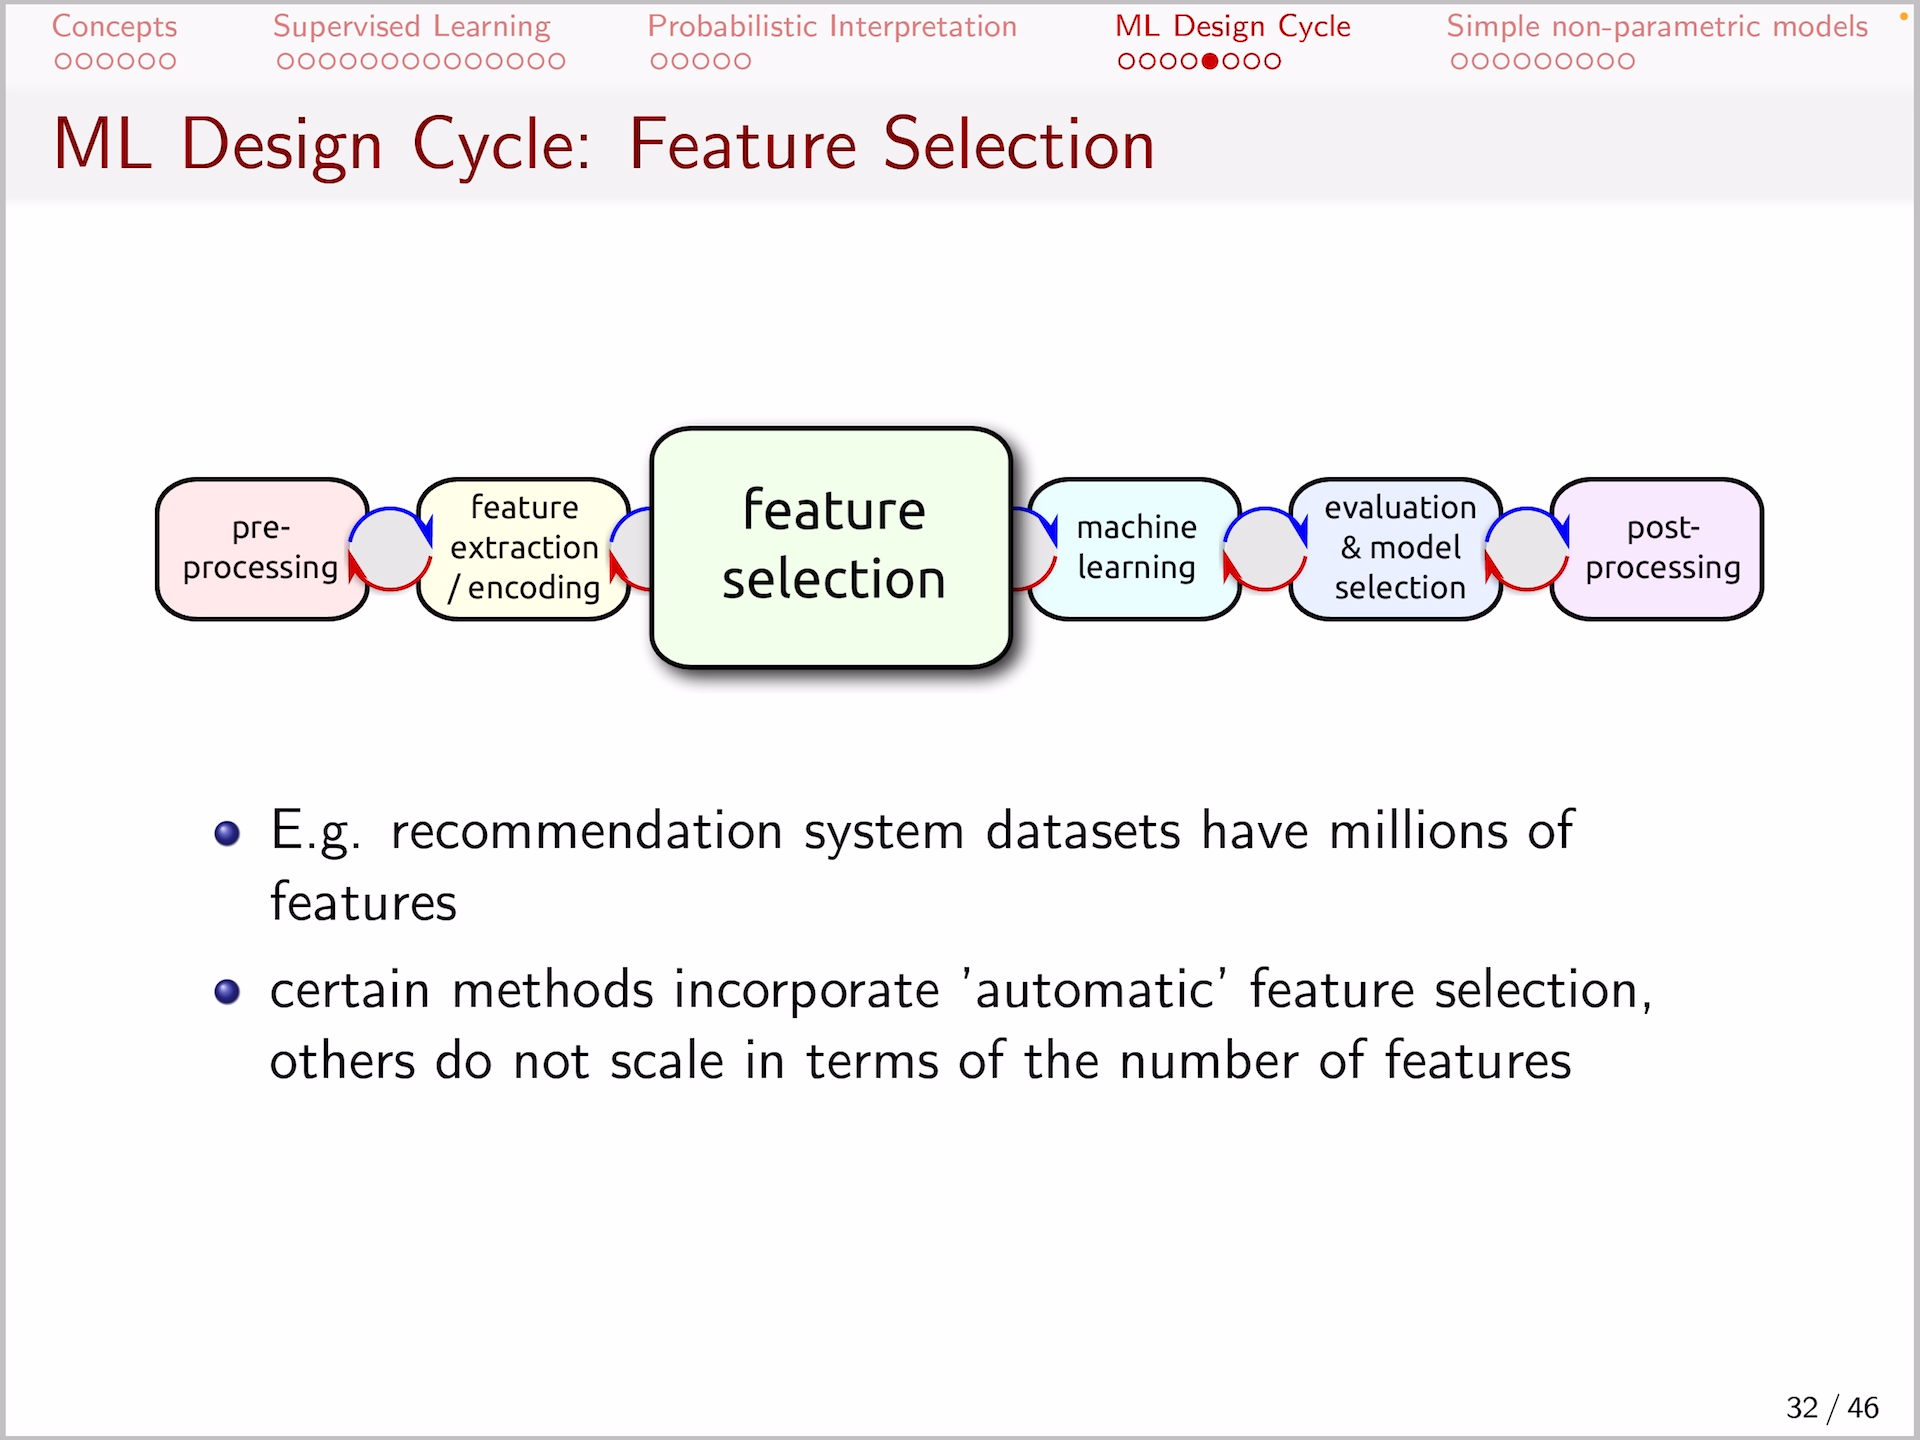 Concepts
Supervised Learning
Probabilistic Interpretation
ML Design Cycle
Simple non-parametric models
ML Design Cycle: Feature Selection
pre-
processing
feature
extraction
/ encoding
feature
selection
machine
learning
evaluation
& model
selection
post-
processing
E.g. recommendation system datasets have millions of
features
certain methods incorporate 'automatic' feature selection,
others do not scale in terms of the number of features
32 / 46